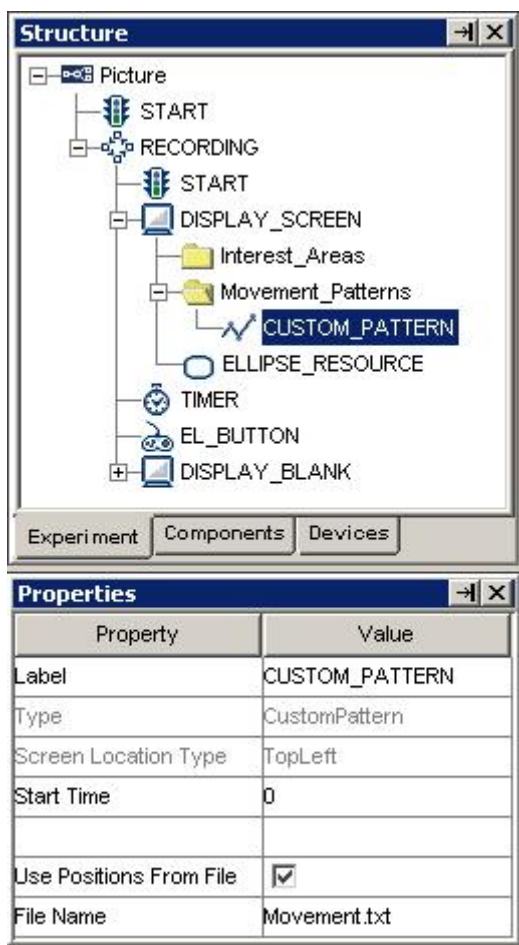 Structure
Picture
START
RECORDING
START
DISPLAY_SCREEN
Interest_Areas
Movement_Patterns
CUSTOM_PATTERN
ELLIPSE_RESOURCE
TIMER
EL_BUTTON
DISPLAY_BLANK
Experiment Components Devices
Properties
Property Value
Label CUSTOM_PATTERN
Type CustomPattern
Screen Location Type TopLeft
Start Time 0
Use Positions From File
File Name Movement.txt